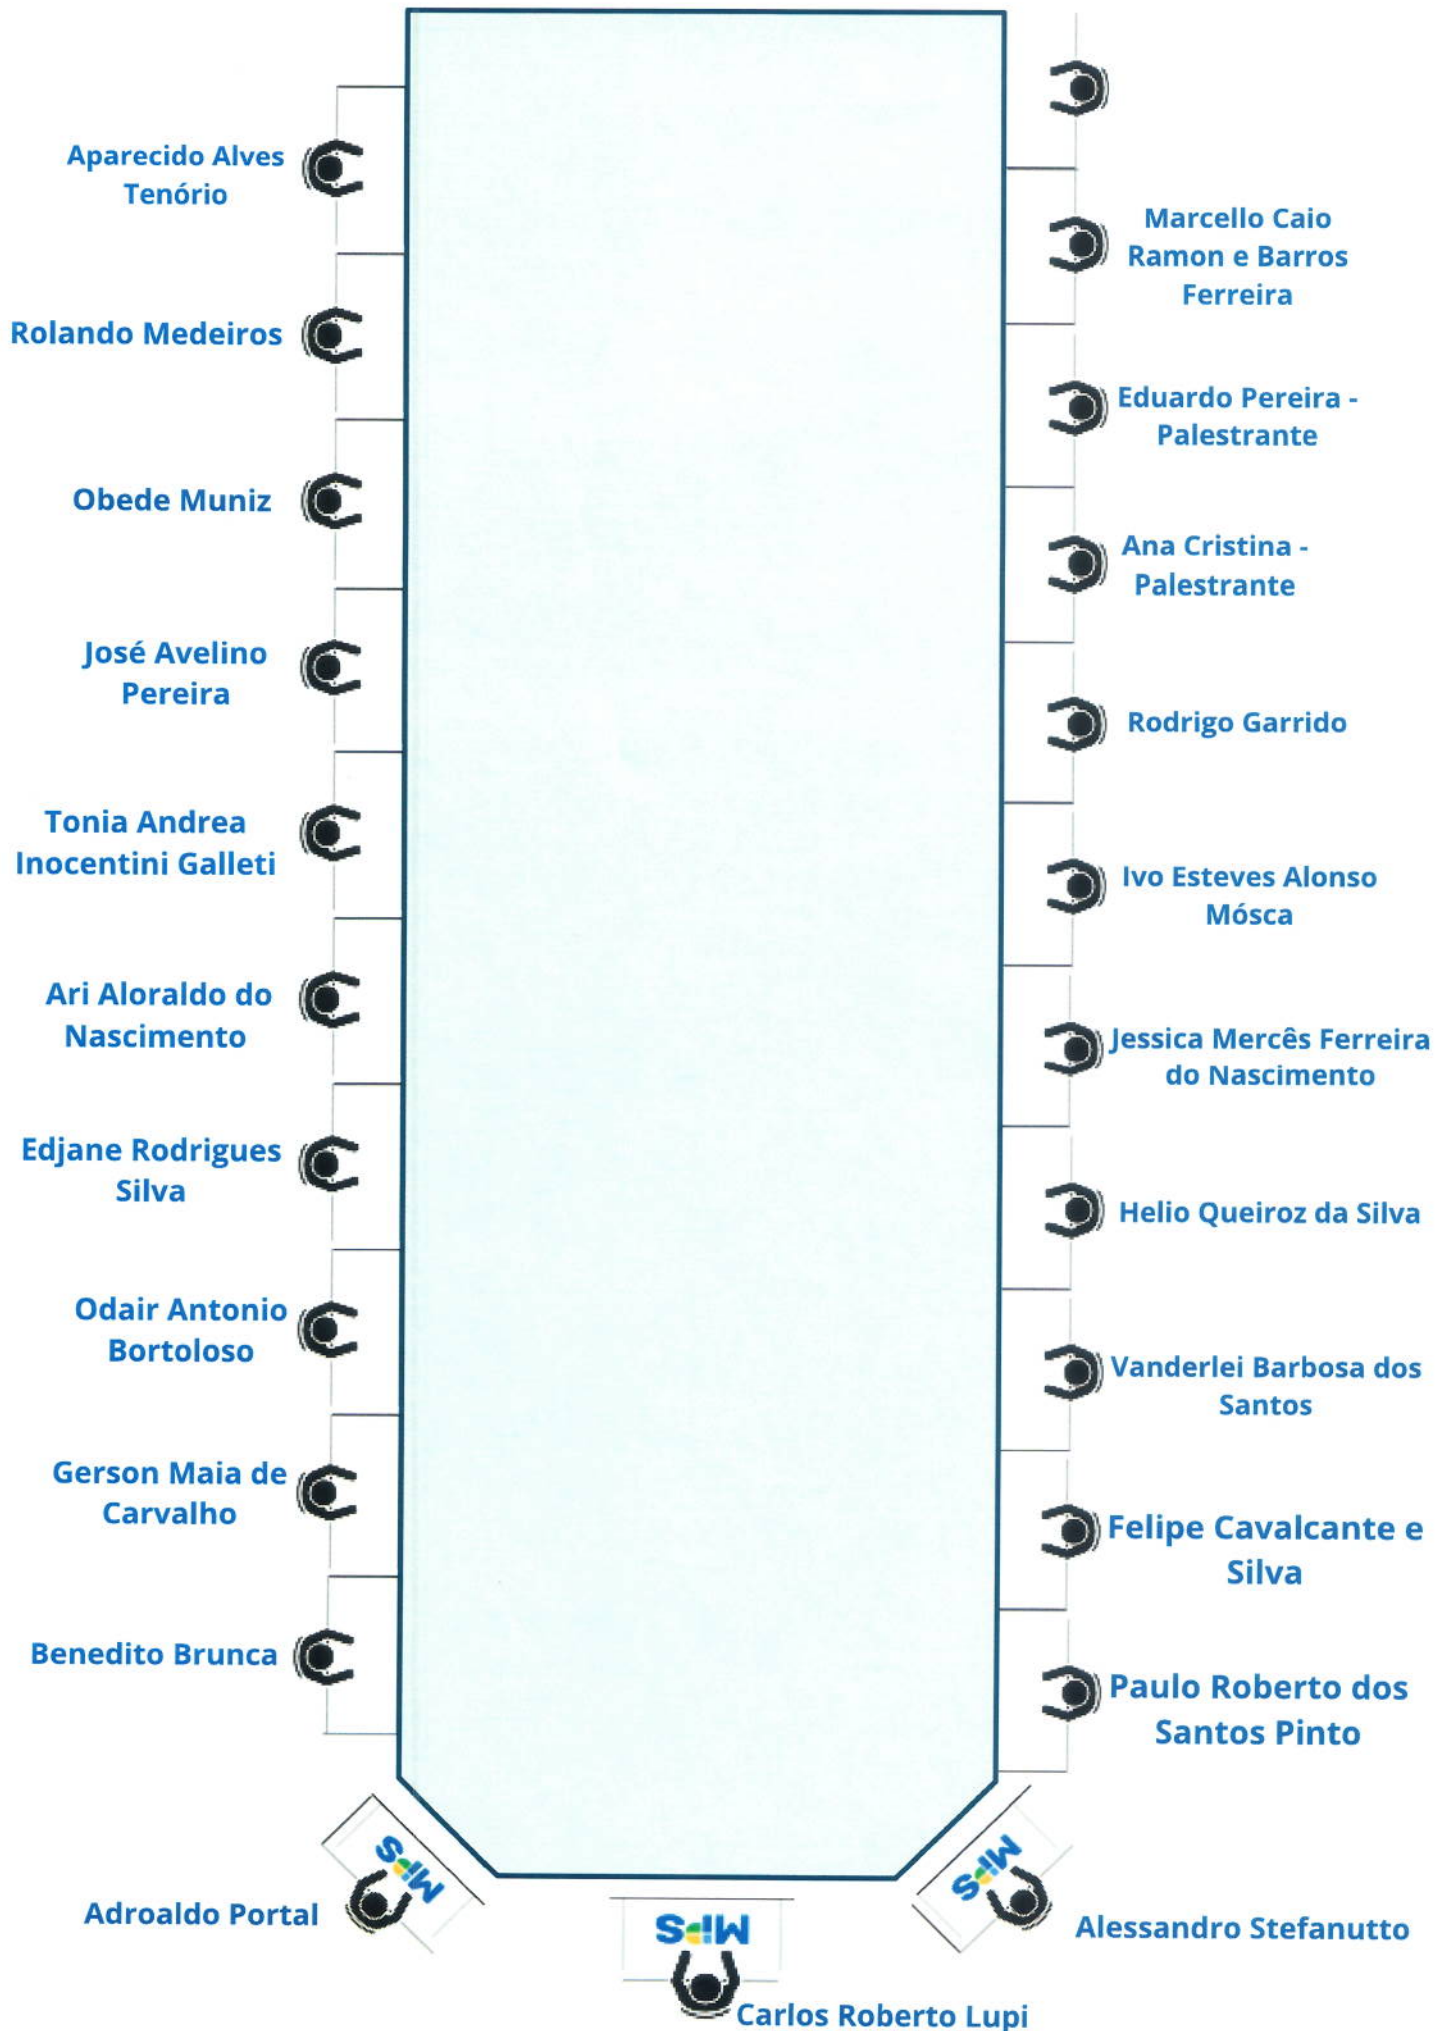 Aparecido Alves
Tenório
Rolando Medeiros
Obede Muniz
José Avelino
Pereira
Tonia Andrea
Inocentini Galleti
Ari Aloraldo do
Nascimento
Edjane Rodrigues
Silva
Odair Antonio
Bortoloso
Gerson Maia de
Carvalho
Benedito Brunca
Marcello Caio
Ramon e Barros
Ferreira
Eduardo Pereira -
Palestrante
Ana Cristina -
Palestrante
Rodrigo Garrido
Ivo Esteves Alonso
Mósca
Jessica Mercês Ferreira
do Nascimento
Helio Queiroz da Silva
Vanderlei Barbosa dos
Santos
Felipe Cavalcante e
Silva
Paulo Roberto dos
Santos Pinto
MPS
Adroaldo Portal
MPS
Carlos Roberto Lupi
MPS
Alessandro Stefanutto